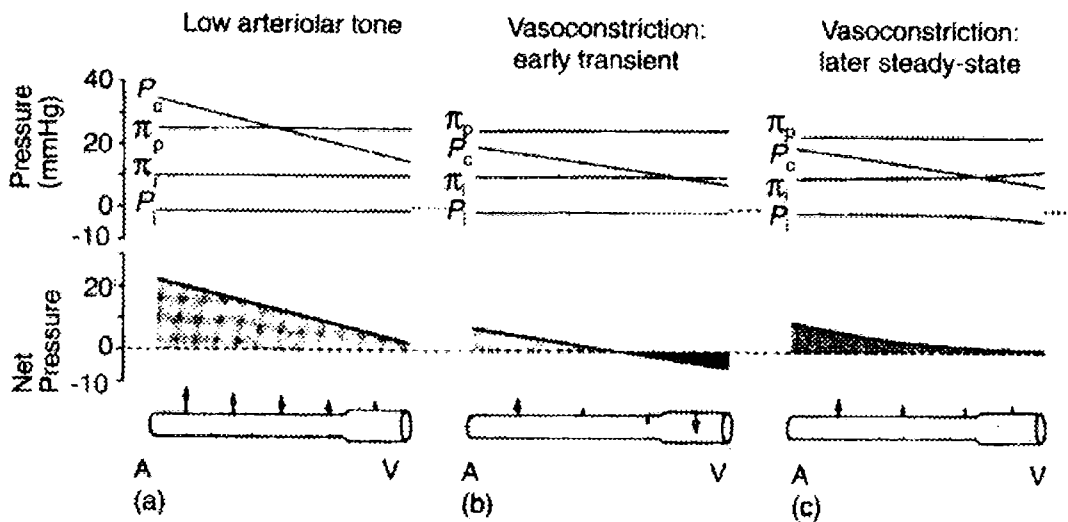 Low arteriolar tone
Vasoconstriction:
early transient
Vasoconstriction:
later steady-state
Pressure
(mmHg)
40
20
0
-10
Pc
πp
πi
Pi
πp
Pc
πi
Pi
πp
Pc
πi
Pi
Net
Pressure
20
0
-10
A V
(a)
A V
(b)
A V
(c)